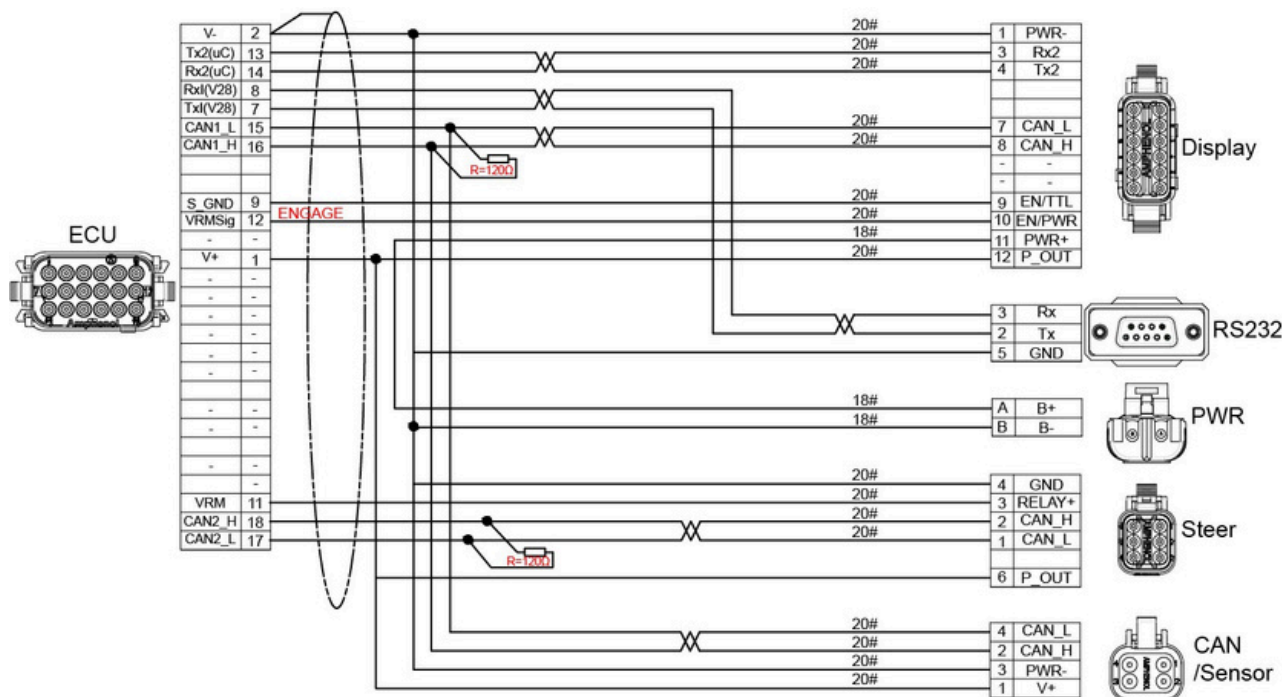 V- 2 20# 1 PWR-
Tx2(uC) 13 20# 3 Rx2
Rx2(uC) 14 20# 4 Tx2
RxI(V28) 8
TxI(V28) 7
CAN1_L 15 20# 7 CAN_L
CAN1_H 16 20# 8 CAN_H
R=120Ω
- -
- -
Display
AMPHENOL
S_GND 9 20# 9 EN/TTL
ENGAGE
VRMSig 12 20# 10 EN/PWR
- - 18# 11 PWR+
V+ 1 20# 12 P_OUT
ECU
Amphenol
- -
- -
- -
- -
- -
- -
- -
- -
- -
-
3 Rx
2 Tx
5 GND
RS232
18# A B+
18# B B-
PWR
20# 4 GND
VRM 11 20# 3 RELAY+
CAN2_H 18 20# 2 CAN_H
CAN2_L 17 20# 1 CAN_L
R=120Ω
6 P_OUT
Steer
20# 4 CAN_L
20# 2 CAN_H
20# 3 PWR-
20# 1 V+
CAN
/Sensor